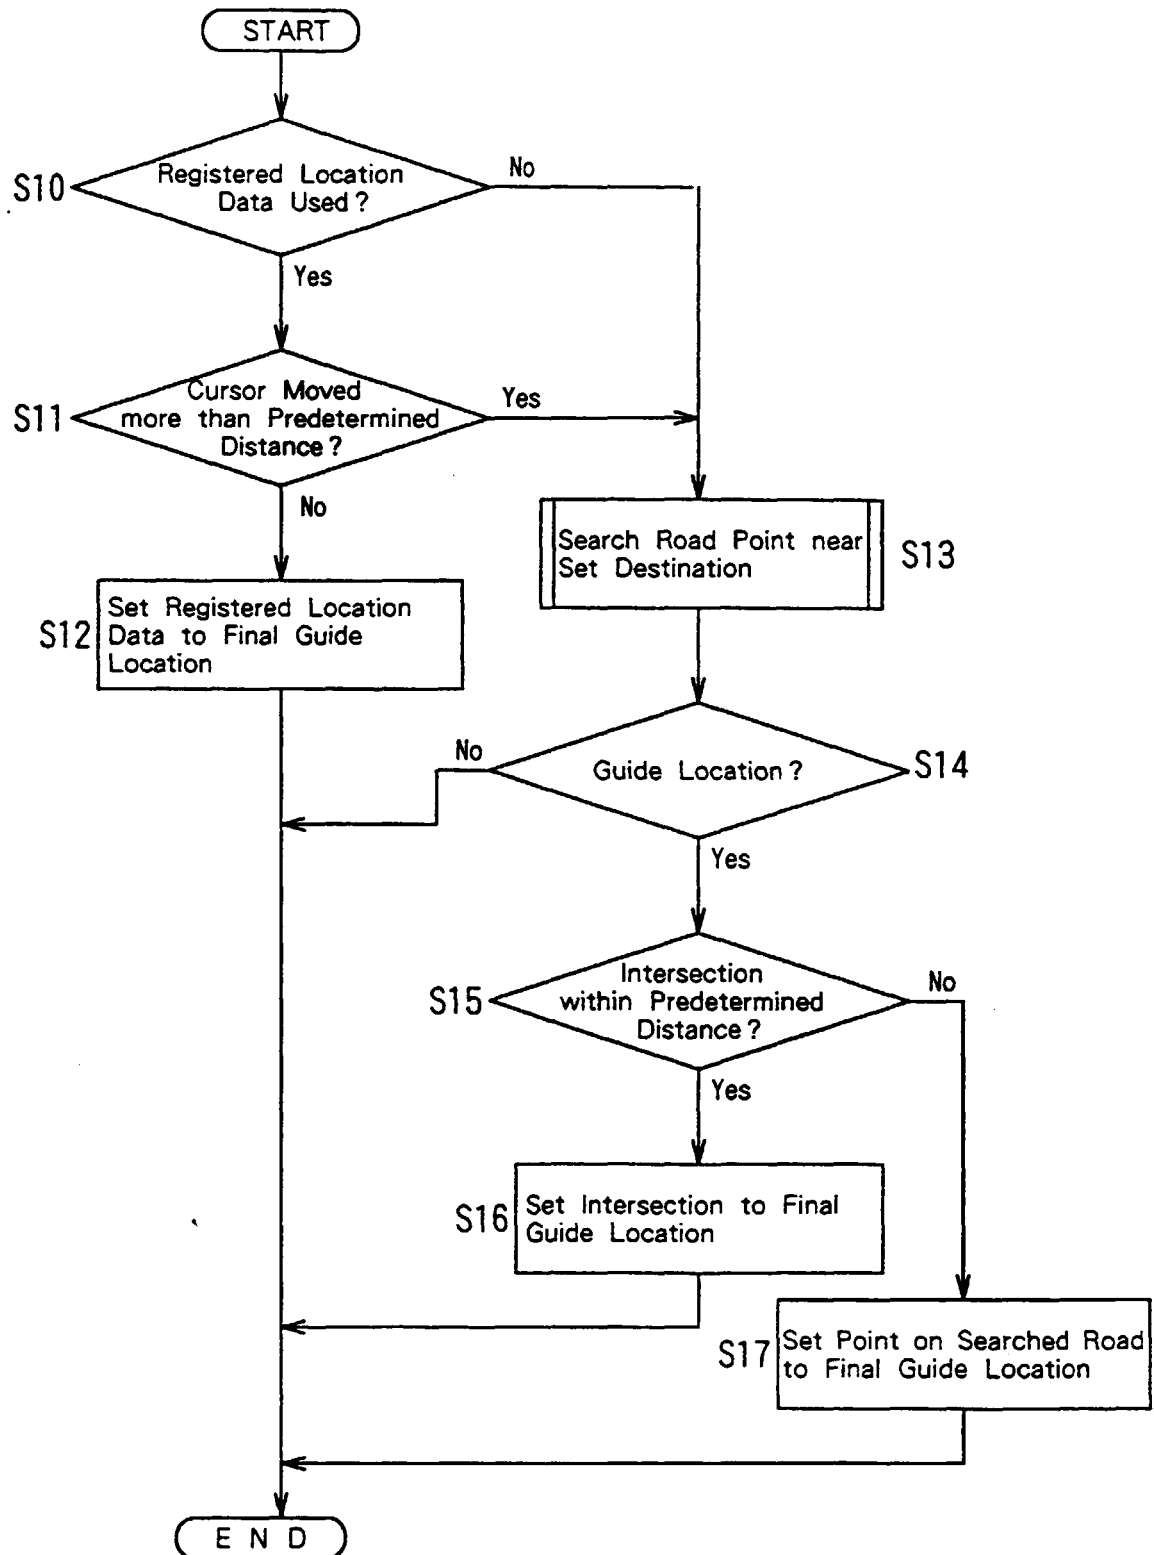 START
S10
Registered Location
Data Used?
No
Yes
S11
Cursor Moved
more than Predetermined
Distance?
Yes
No
Search Road Point near
Set Destination
S13
S12
Set Registered Location
Data to Final Guide
Location
No
Guide Location?
S14
Yes
S15
Intersection
within Predetermined
Distance?
No
Yes
S16
Set Intersection to Final
Guide Location
S17
Set Point on Searched Road
to Final Guide Location
END